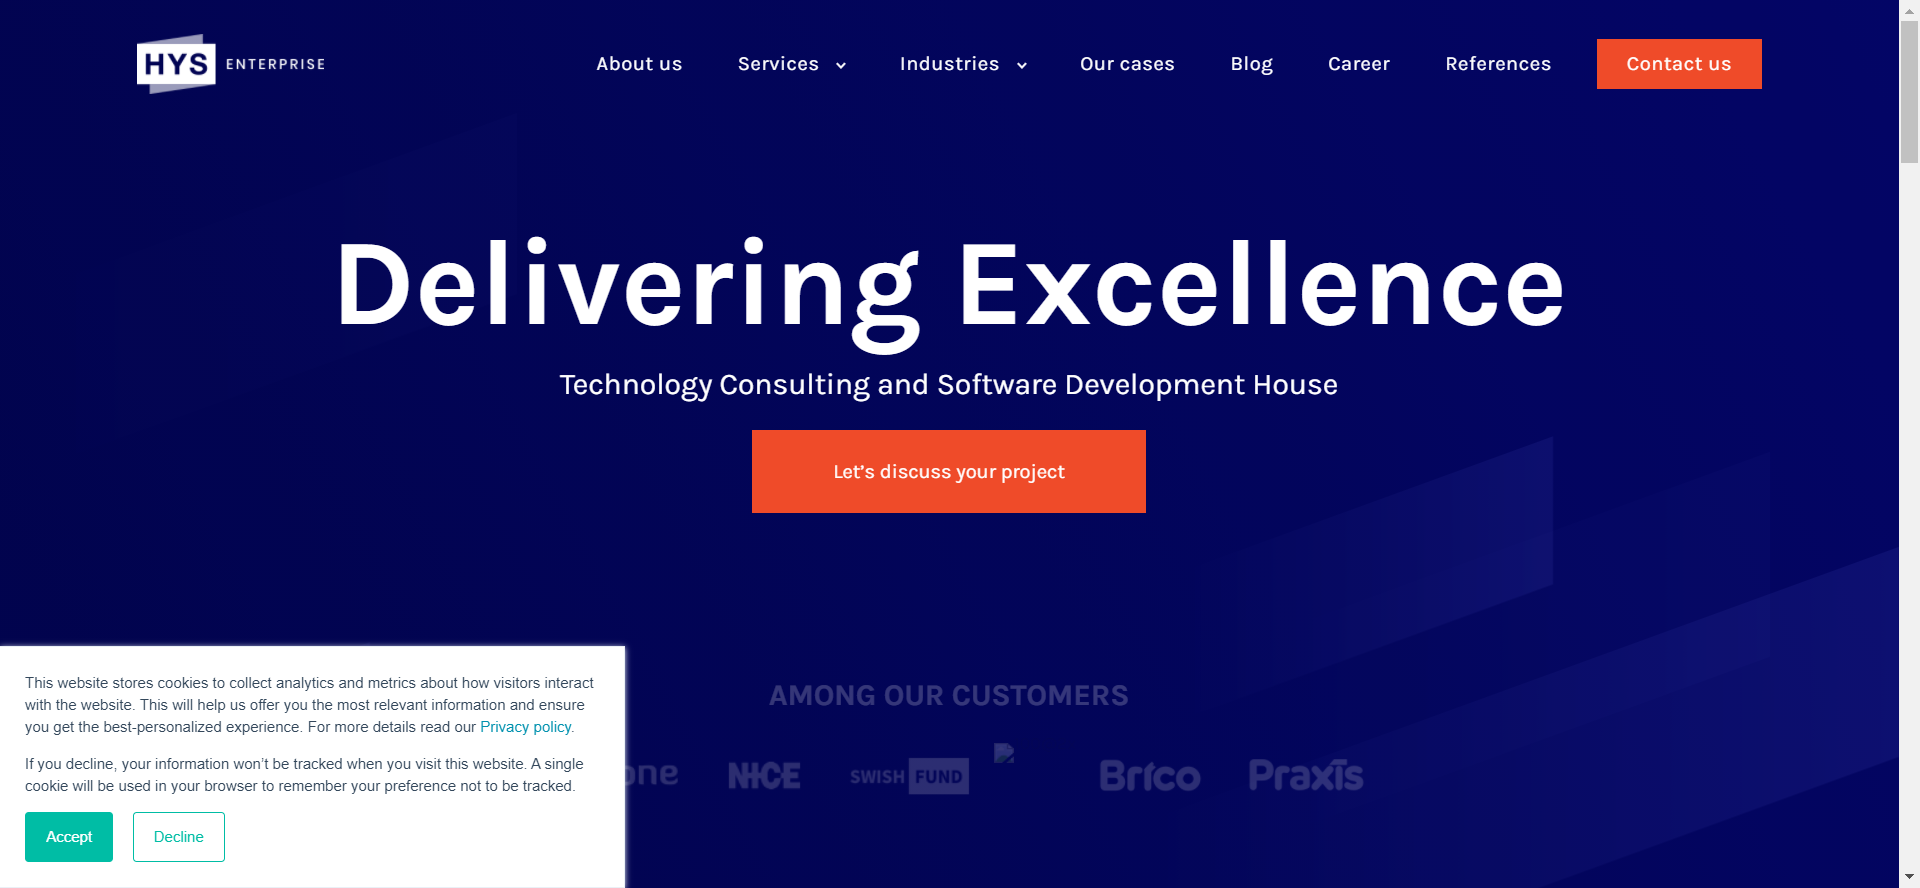 HYS ENTERPRISE
About us
Services
Industries
Our cases
Blog
Career
References
Contact us
Delivering Excellence
Technology Consulting and Software Development House
Let’s discuss your project
AMONG OUR CUSTOMERS
NICE
SWISH FUND
Brico
Praxis
This website stores cookies to collect analytics and metrics about how visitors interact
with the website. This will help us offer you the most relevant information and ensure
you get the best-personalized experience. For more details read our Privacy policy.
If you decline, your information won’t be tracked when you visit this website. A single
cookie will be used in your browser to remember your preference not to be tracked.
Accept
Decline